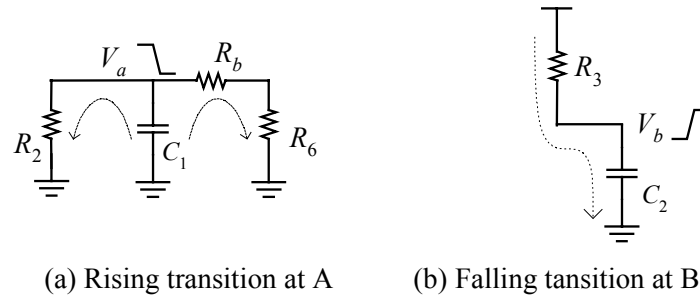 V_a
R_b
R_2
C_1
R_6
R_3
V_b
C_2
(a) Rising transition at A
(b) Falling tansition at B